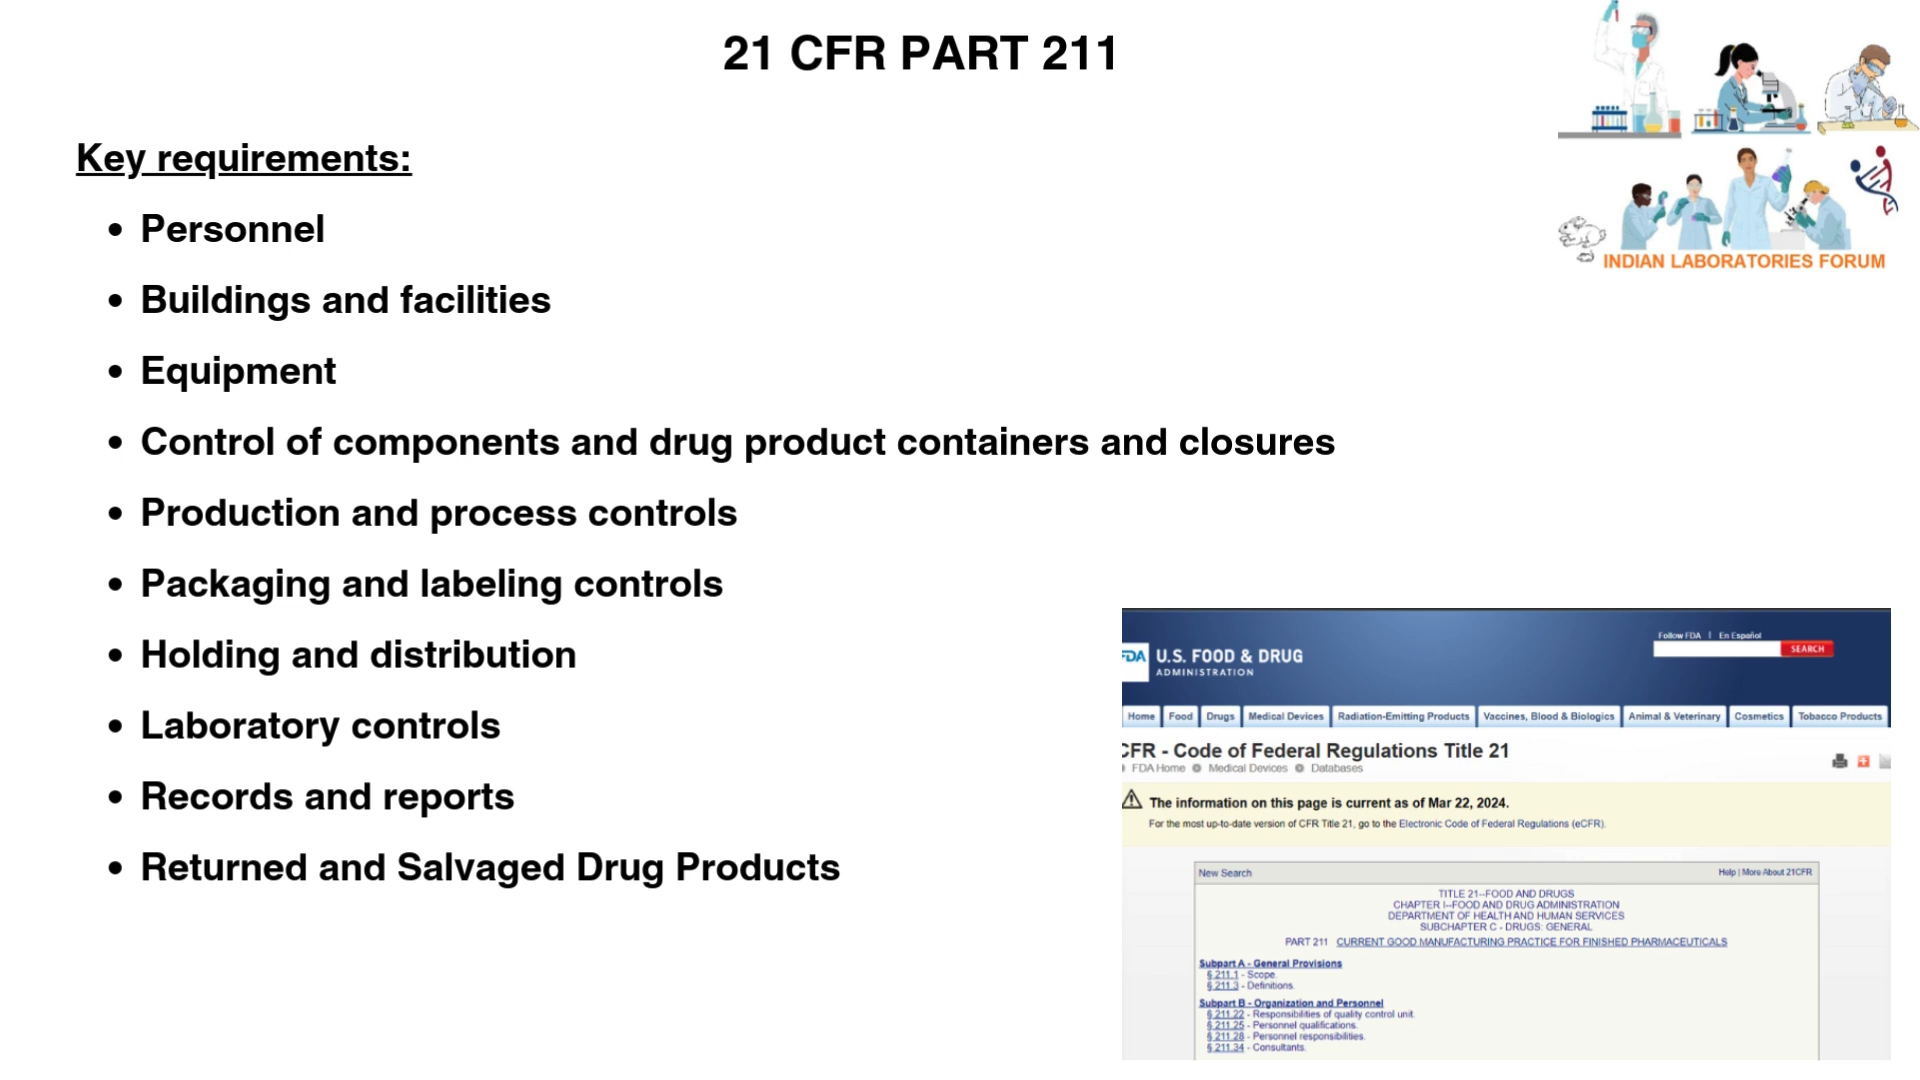 21 CFR PART 211
Key requirements:
• Personnel
• Buildings and facilities
• Equipment
• Control of components and drug product containers and closures
• Production and process controls
• Packaging and labeling controls
• Holding and distribution
• Laboratory controls
• Records and reports
• Returned and Salvaged Drug Products
INDIAN LABORATORIES FORUM
Follow FDA | En Español
SEARCH
FDA U.S. FOOD & DRUG
ADMINISTRATION
Home Food Drugs Medical Devices Radiation-Emitting Products Vaccines, Blood & Biologics Animal & Veterinary Cosmetics Tobacco Products
CFR - Code of Federal Regulations Title 21
FDA Home Medical Devices Databases
The information on this page is current as of Mar 22, 2024.
For the most up-to-date version of CFR Title 21, go to the Electronic Code of Federal Regulations (eCFR).
New Search Help | More About 21CFR
TITLE 21--FOOD AND DRUGS
CHAPTER I--FOOD AND DRUG ADMINISTRATION
DEPARTMENT OF HEALTH AND HUMAN SERVICES
SUBCHAPTER C - DRUGS: GENERAL
PART 211 CURRENT GOOD MANUFACTURING PRACTICE FOR FINISHED PHARMACEUTICALS
Subpart A - General Provisions
§ 211.1 - Scope.
§ 211.3 - Definitions.
Subpart B - Organization and Personnel
§ 211.22 - Responsibilities of quality control unit.
§ 211.25 - Personnel qualifications.
§ 211.28 - Personnel responsibilities.
§ 211.34 - Consultants.